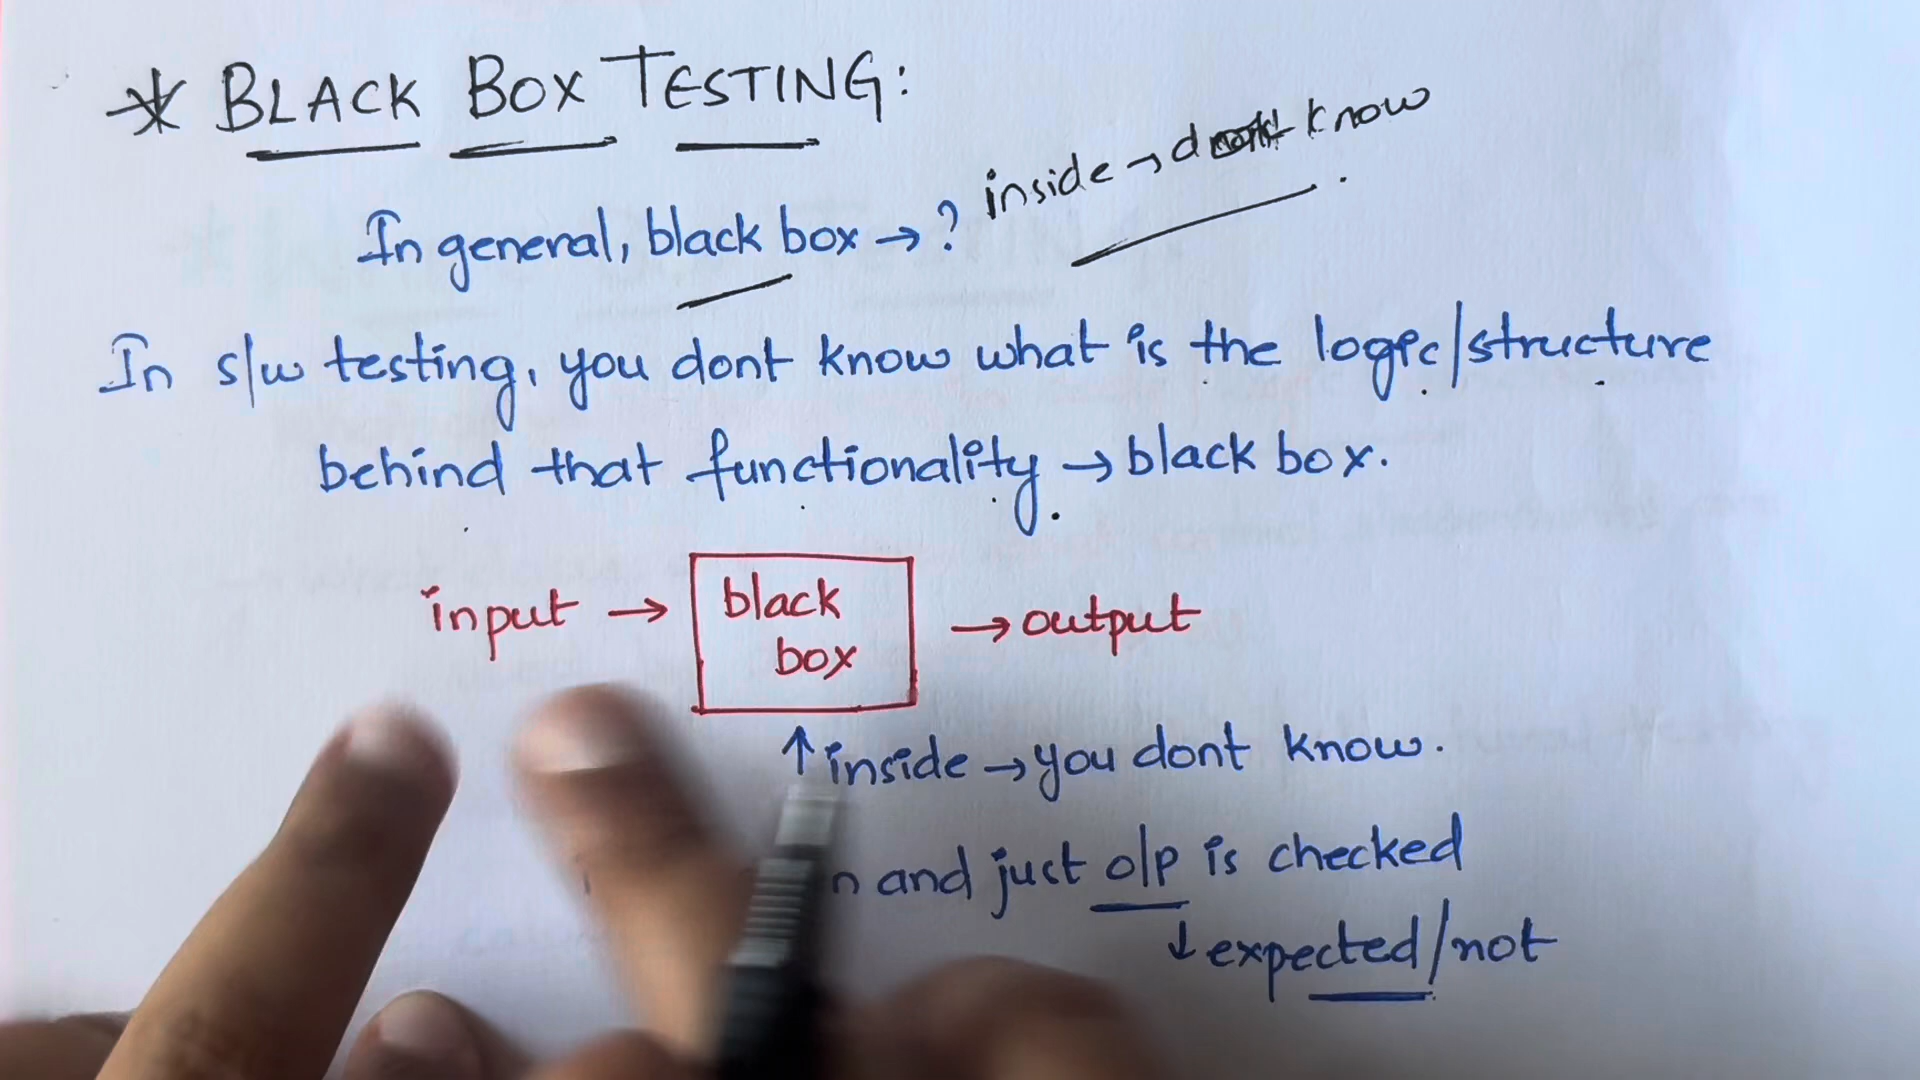 * BLACK BOX TESTING:
In general, black box → ? inside → dont know
In s/w testing, you dont know what is the logic/structure
behind that functionality → black box.
input → black box → output
↑ inside → you dont know.
and just o/p is checked
↓ expected/not